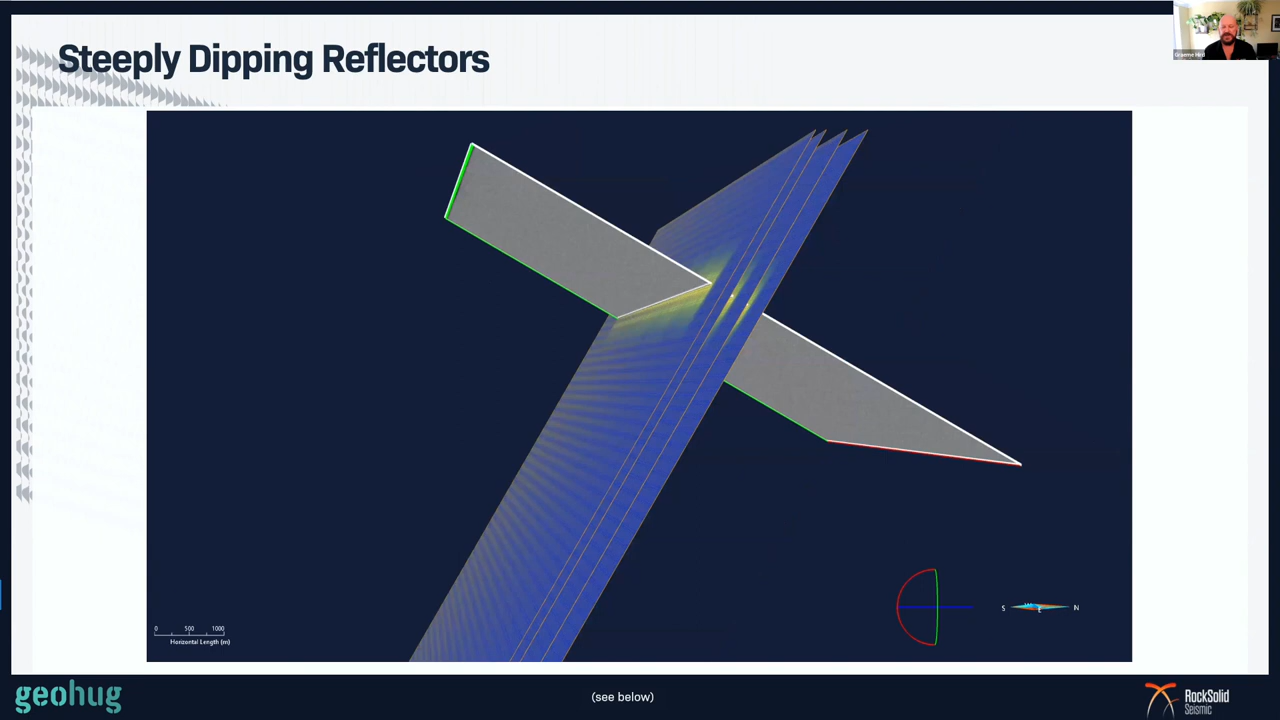 Steeply Dipping Reflectors
S
N
E
0 500 1000
Horizontal Length (m)
geohug
(see below)
RockSolid
Seismic